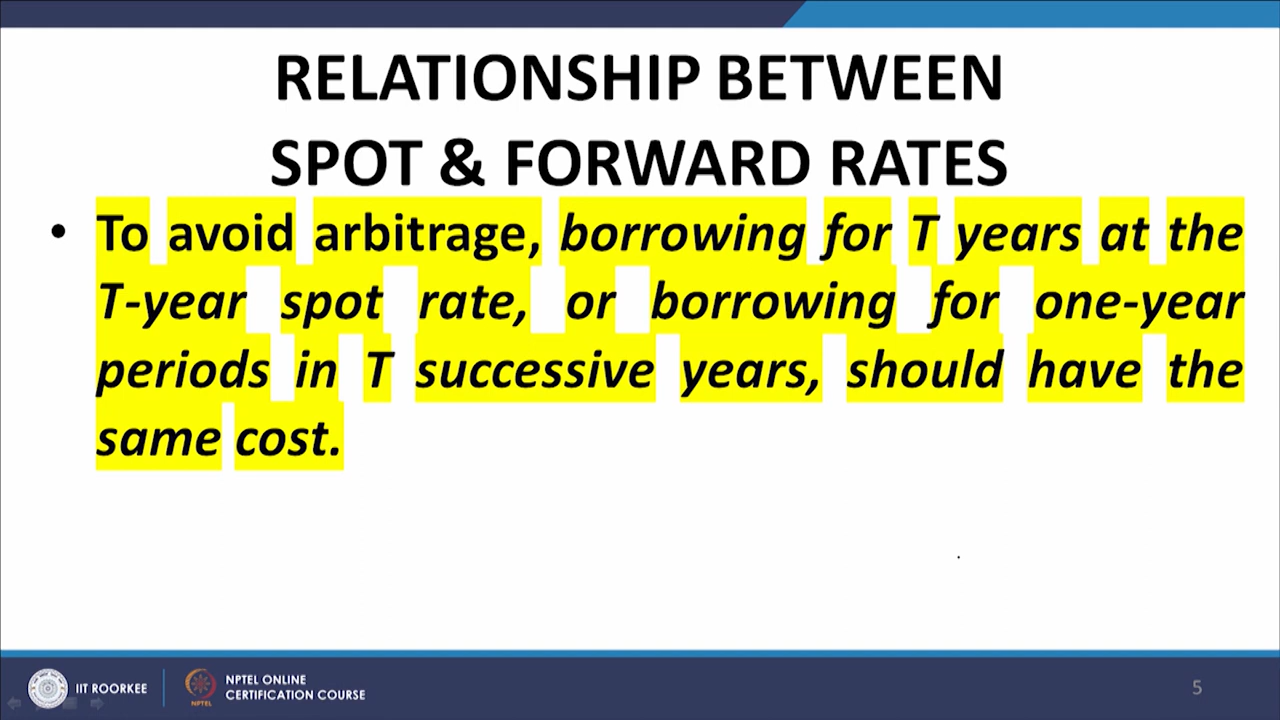 RELATIONSHIP BETWEEN
SPOT & FORWARD RATES
• To avoid arbitrage, borrowing for T years at the
T-year spot rate, or borrowing for one-year
periods in T successive years, should have the
same cost.
IIT ROORKEE
NPTEL
NPTEL ONLINE
CERTIFICATION COURSE
5